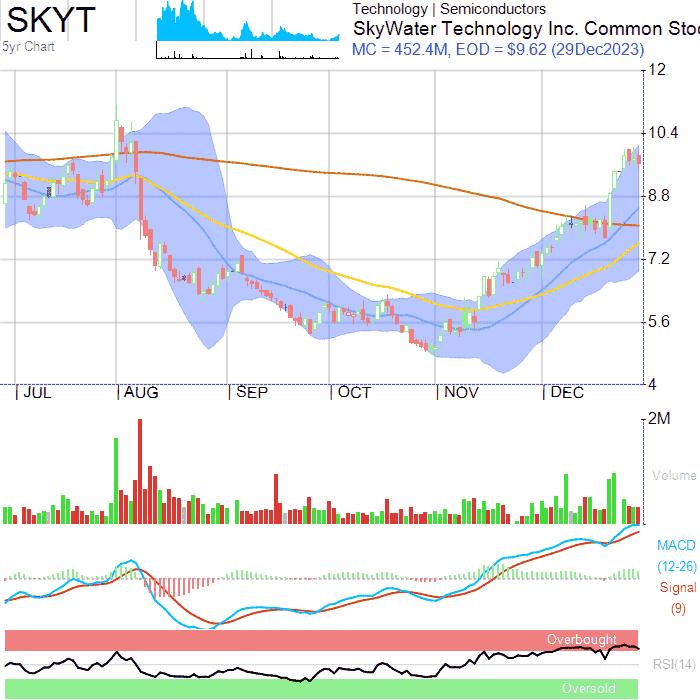 SKYT
5yr Chart
Technology | Semiconductors
SkyWater Technology Inc. Common Stoc
MC = 452.4M, EOD = $9.62 (29Dec2023)
12
10.4
8.8
7.2
5.6
4
JUL AUG SEP OCT NOV DEC
2M
Volume
MACD
(12-26)
Signal
(9)
Overbought
RSI(14)
Oversold